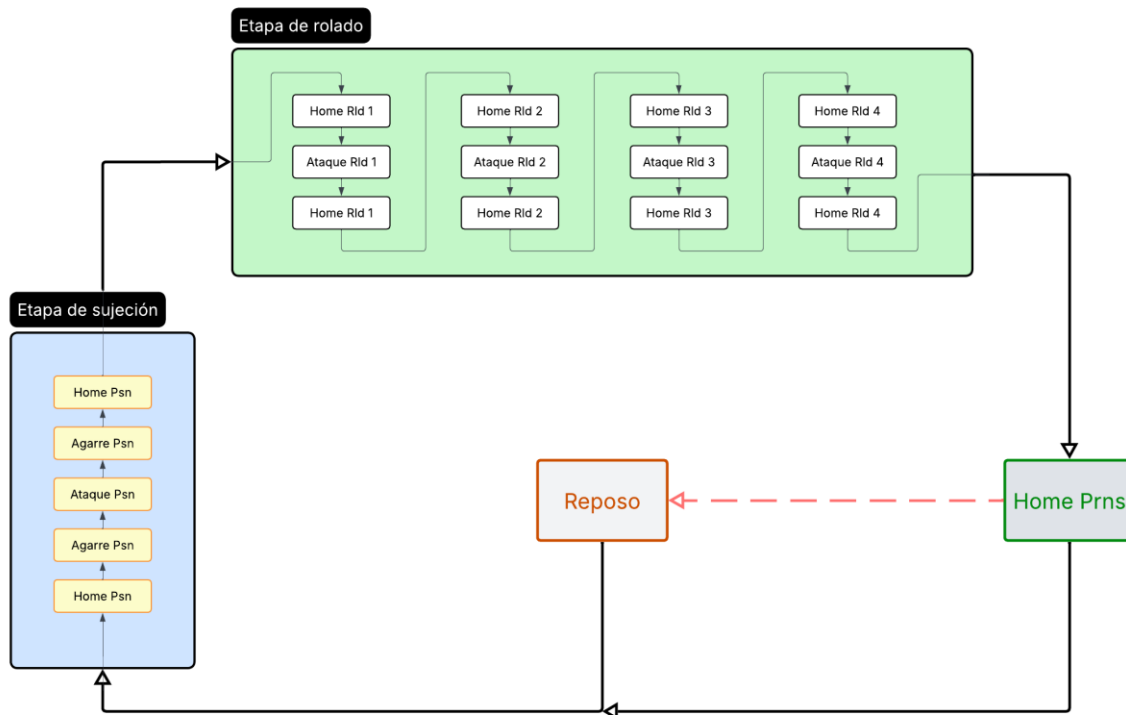 Etapa de rolado
Home Rld 1
Home Rld 2
Home Rld 3
Home Rld 4
Ataque Rld 1
Ataque Rld 2
Ataque Rld 3
Ataque Rld 4
Home Rld 1
Home Rld 2
Home Rld 3
Home Rld 4
Etapa de sujeción
Home Psn
Agarre Psn
Ataque Psn
Agarre Psn
Home Psn
Reposo
Home Prns